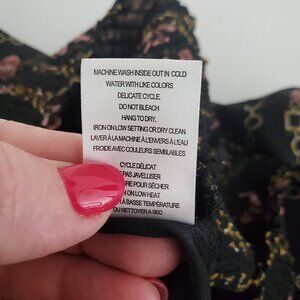 MACHINE WASH INSIDE OUT IN COLD
WATER WITH LIKE COLORS
DELICATE CYCLE.
DO NOT BLEACH
HANG TO DRY.
IRON ON LOW SETTING OR DRY CLEAN
LAVER À LA MACHINE À L'ENVERS À L'EAU
FROIDE AVEC COULEURS SEMBLABLES
CYCLE DÉLICAT
PAS JAVELLISER
POUR SÉCHER
ON LOW HEAT
À BASSE TEMPÉRATURE
OU NETTOYER A SEC